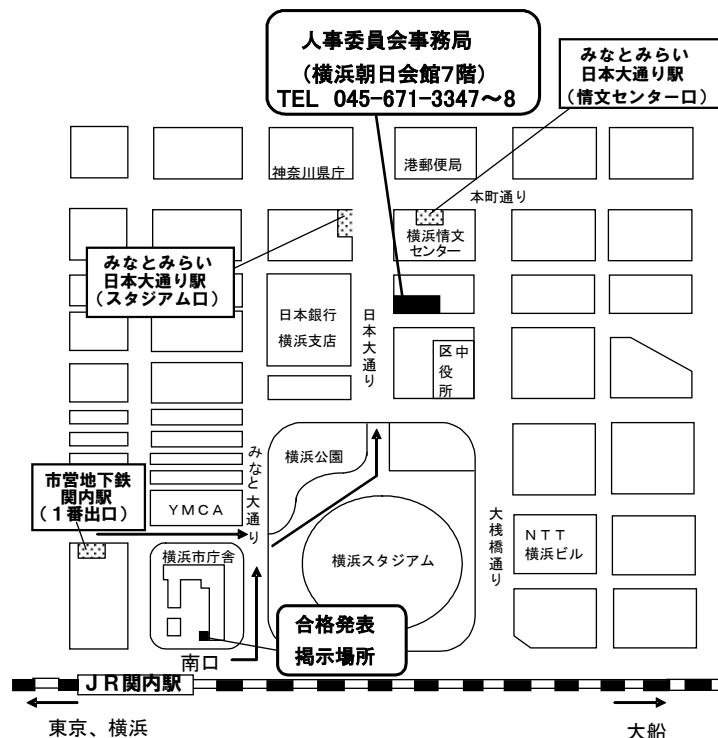 人事委員会事務局
（横浜朝日会館7階）
TEL 045-671-3347～8
みなとみらい
日本大通り駅
（情文センター口）
神奈川県庁
港郵便局
本町通り
横浜情文
センター
みなとみらい
日本大通り駅
（スタジアム口）
日本銀行
横浜支店
日本大通り
中区役所
市営地下鉄
関内駅
（１番出口）
みなと大通り
横浜公園
YMCA
大桟橋通り
NTT
横浜ビル
横浜市庁舎
横浜スタジアム
合格発表
掲示場所
南口
ＪＲ関内駅
東京、横浜
大船